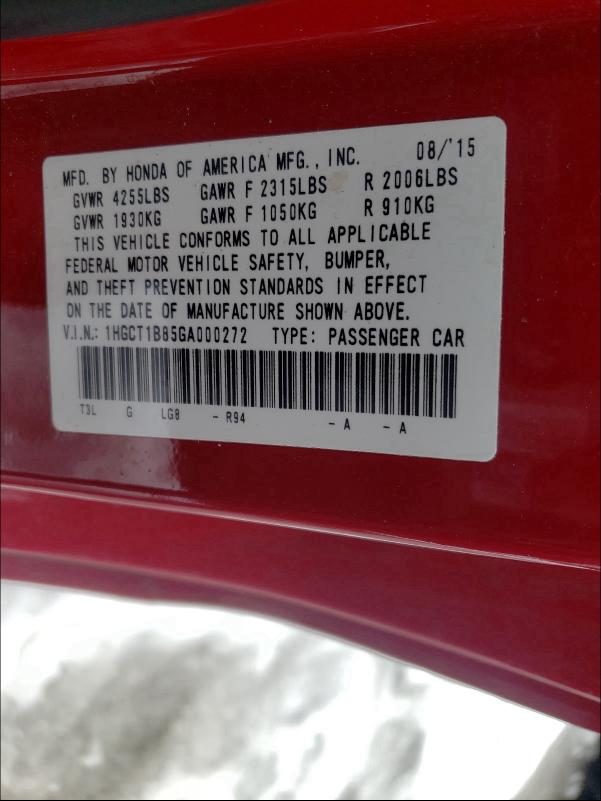 MFD. BY HONDA OF AMERICA MFG., INC. 08/'15
GVWR 4255LBS GAWR F 2315LBS R 2006LBS
GVWR 1930KG GAWR F 1050KG R 910KG
THIS VEHICLE CONFORMS TO ALL APPLICABLE
FEDERAL MOTOR VEHICLE SAFETY, BUMPER,
AND THEFT PREVENTION STANDARDS IN EFFECT
ON THE DATE OF MANUFACTURE SHOWN ABOVE.
V.I.N.: 1HGCT1B85GA000272 TYPE: PASSENGER CAR
T3L G LG8 - R94 - A - A